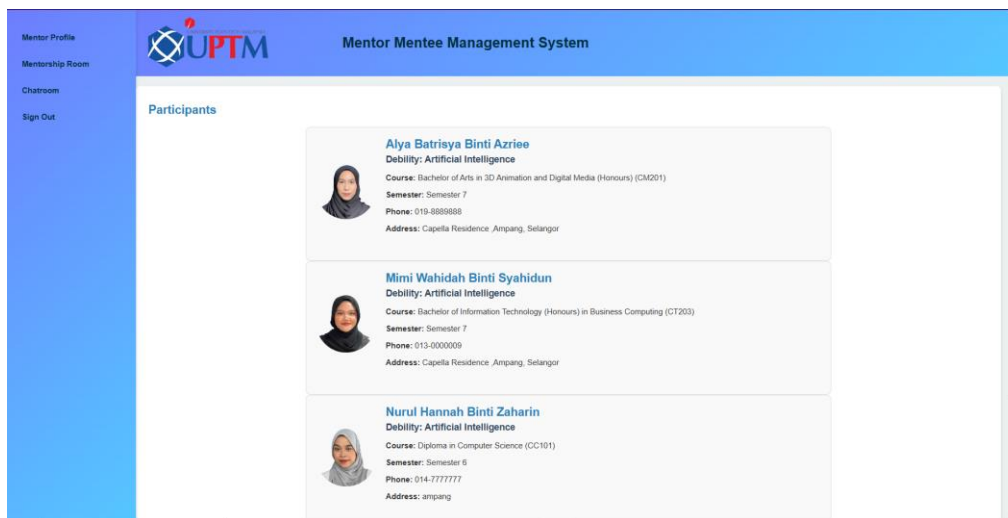 Mentor Profile
Mentorship Room
Chatroom
Sign Out
UPTM
Mentor Mentee Management System
Participants
Alya Batrisya Binti Azriee
Debility: Artificial Intelligence
Course: Bachelor of Arts in 3D Animation and Digital Media (Honours) (CM201)
Semester: Semester 7
Phone: 019-8889888
Address: Capella Residence ,Ampang, Selangor
Mimi Wahidah Binti Syahidun
Debility: Artificial Intelligence
Course: Bachelor of Information Technology (Honours) in Business Computing (CT203)
Semester: Semester 7
Phone: 013-0000009
Address: Capella Residence ,Ampang, Selangor
Nurul Hannah Binti Zaharin
Debility: Artificial Intelligence
Course: Diploma in Computer Science (CC101)
Semester: Semester 6
Phone: 014-7777777
Address: ampang